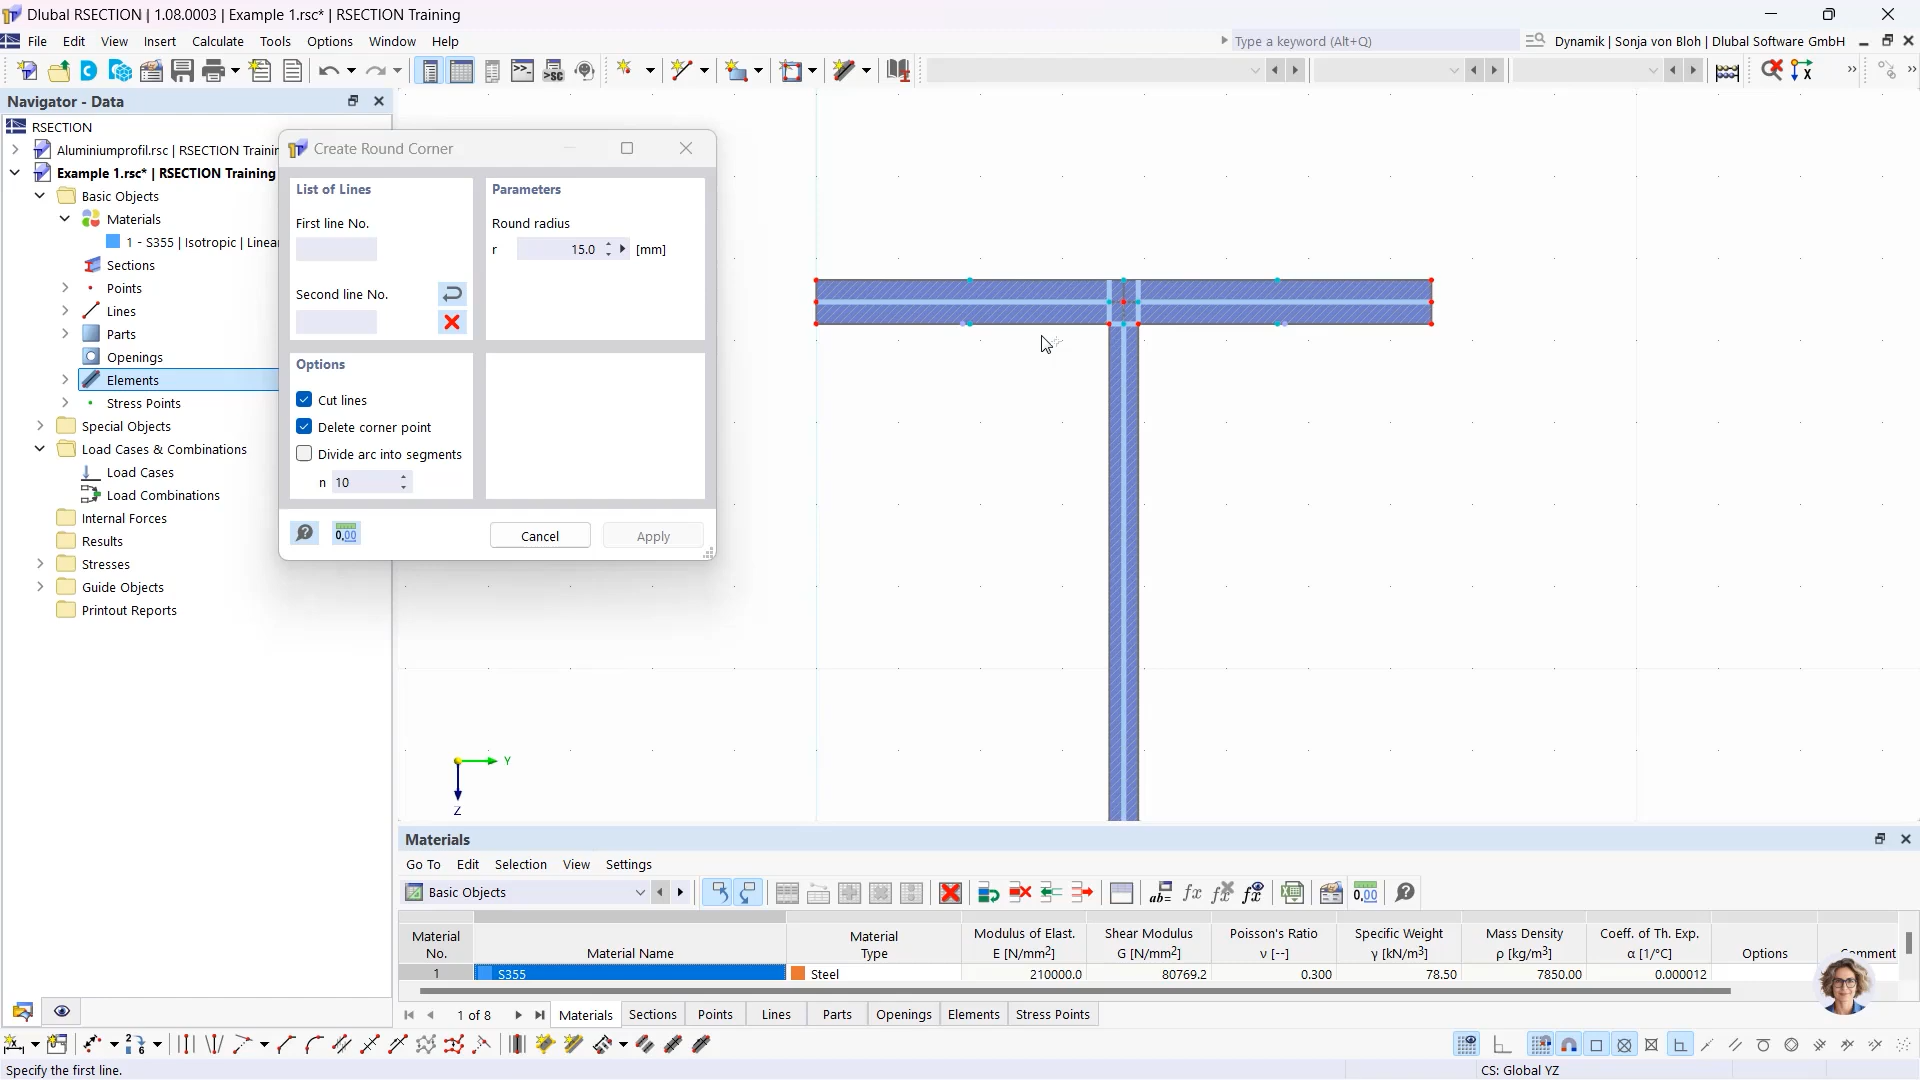 Dlubal RSECTION | 1.08.0003 | Example 1.rsc* | RSECTION Training
File Edit View Insert Calculate Tools Options Window Help
Type a keyword (Alt+Q)
Dynamik | Sonja von Bloh | Dlubal Software GmbH
Navigator - Data
RSECTION
Aluminiumprofil.rsc | RSECTION
Example 1.rsc* | RSECTION Training
Basic Objects
Materials
1 - S355 | Isotropic |
Sections
Points
Lines
Parts
Openings
Elements
Stress Points
Special Objects
Load Cases & Combinations
Load Cases
Load Combinations
Internal Forces
Results
Stresses
Guide Objects
Printout Reports
Create Round Corner
List of Lines
First line No.
Second line No.
Parameters
Round radius
r 15.0 [mm]
Options
Cut lines
Delete corner point
Divide arc into segments
n 10
0,00
Cancel Apply
Y
Z
Materials
Go To Edit Selection View Settings
Basic Objects
Material No. Material Name Material Type Modulus of Elast. E [N/mm2] Shear Modulus G [N/mm2] Poisson's Ratio ν [--] Specific Weight γ [kN/m3] Mass Density ρ [kg/m3] Coeff. of Th. Exp. α [1/°C] Options
1 S355 Steel 210000.0 80769.2 0.300 78.50 7850.00 0.000012
1 of 8 Materials Sections Points Lines Parts Openings Elements Stress Points
Specify the first line.
CS: Global YZ